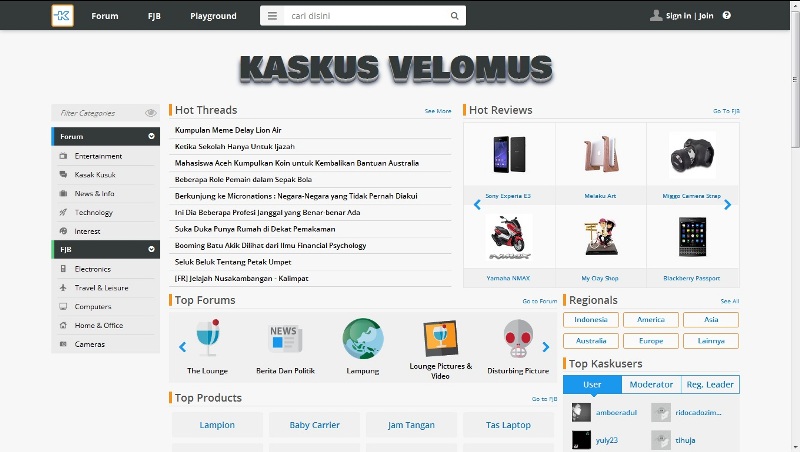 K
Forum
FJB
Playground
cari disini
Sign in | Join
KASKUS VELOMUS
Filter Categories
Forum
Entertainment
Kasak Kusuk
News & Info
Technology
Interest
FJB
Electronics
Travel & Leisure
Computers
Home & Office
Cameras
Hot Threads
See More
Kumpulan Meme Delay Lion Air
Ketika Sekolah Hanya Untuk Ijazah
Mahasiswa Aceh Kumpulkan Koin untuk Kembalikan Bantuan Australia
Beberapa Role Pemain dalam Sepak Bola
Berkunjung ke Micronations : Negara-Negara yang Tidak Pernah Diakui
Ini Dia Beberapa Profesi Janggal yang Benar-benar Ada
Suka Duka Punya Rumah di Dekat Pemakaman
Booming Batu Akik Dilihat dari Ilmu Financial Psychology
Seluk Beluk Tentang Petak Umpet
[FR] Jelajah Nusakambangan - Kalimpat
Hot Reviews
Go To FJB
Sony Experia E3
Melaku Art
Miggo Camera Strap
NMAX
Yamaha NMAX
My Clay Shop
Blackberry Passport
Top Forums
Go to Forum
NEWS
The Lounge
Berita Dan Politik
Lampung
Lounge Pictures &
Video
Disturbing Picture
Top Products
Go to FJB
Lampion
Baby Carrier
Jam Tangan
Tas Laptop
Regionals
See All
Indonesia
America
Asia
Australia
Europe
Lainnya
Top Kaskusers
User
Moderator
Reg. Leader
amboeradul
ridocadozim...
yuly23
tihuja